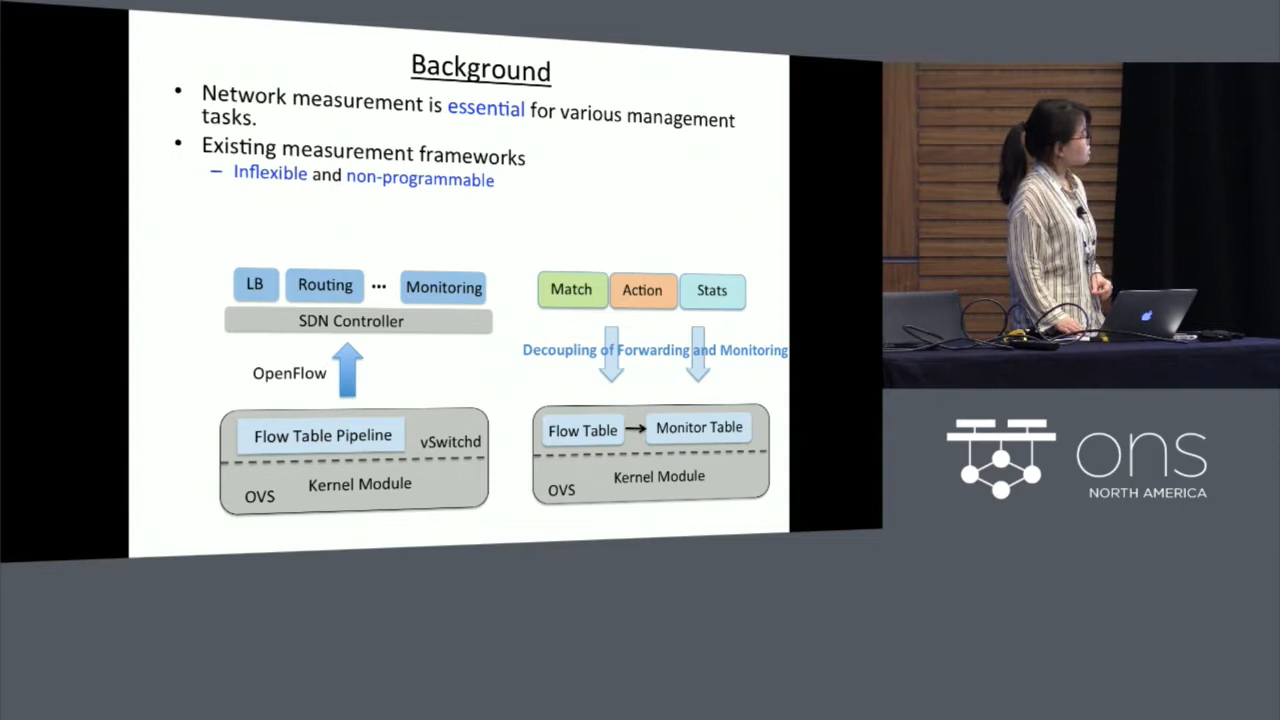 Background
• Network measurement is essential for various management
tasks.
• Existing measurement frameworks
– Inflexible and non-programmable
LB
Routing
...
Monitoring
SDN Controller
OpenFlow
Flow Table Pipeline
vSwitchd
Kernel Module
OVS
Match
Action
Stats
Decoupling of Forwarding and Monitoring
Flow Table
Monitor Table
Kernel Module
OVS
ons
NORTH AMERICA